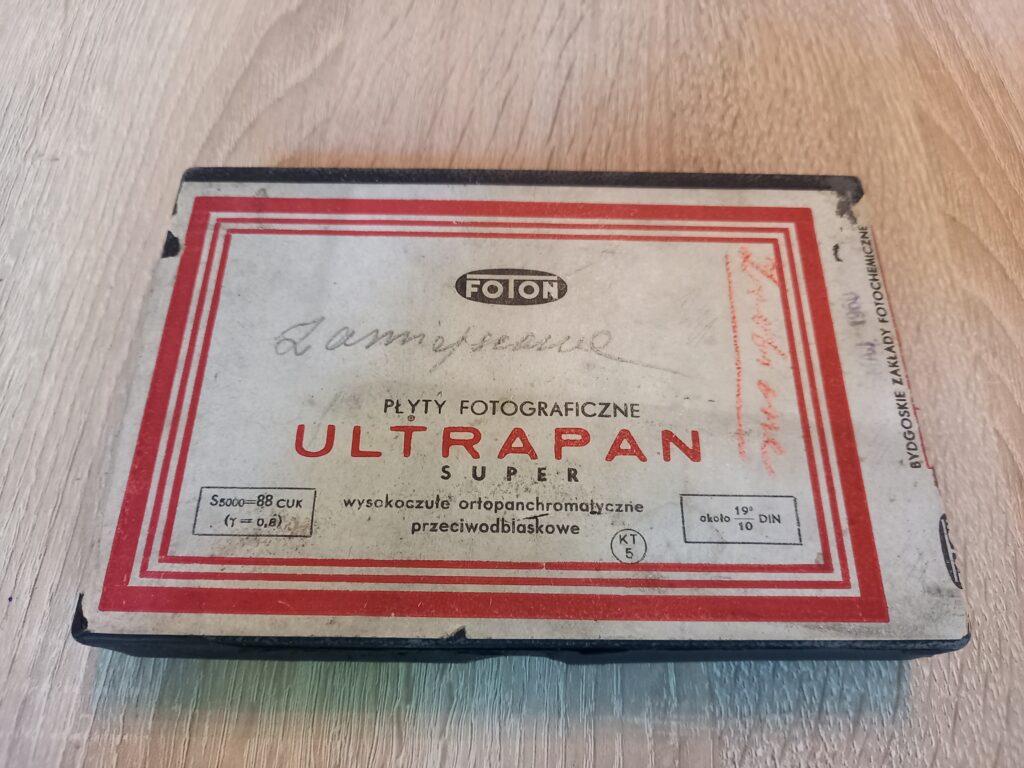 FOTON
Zamiejscowe
PŁYTY FOTOGRAFICZNE
ULTRAPAN
SUPER
S5000=88 CUK
(γ=0,8)
wysokoczułe ortopanchromatyczne
przeciwodblaskowe
około 19°/10 DIN
KT
5
BYDGOSKIE ZAKŁADY FOTOCHEMICZNE